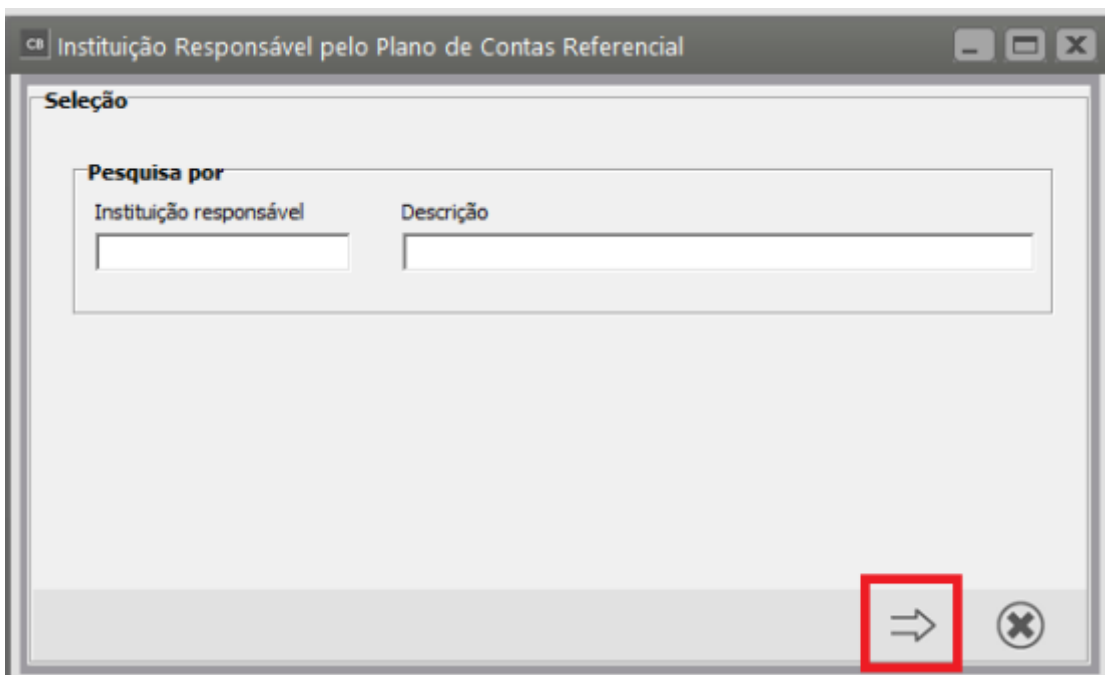 CB Instituição Responsável pelo Plano de Contas Referencial
Seleção
Pesquisa por
Instituição responsável Descrição